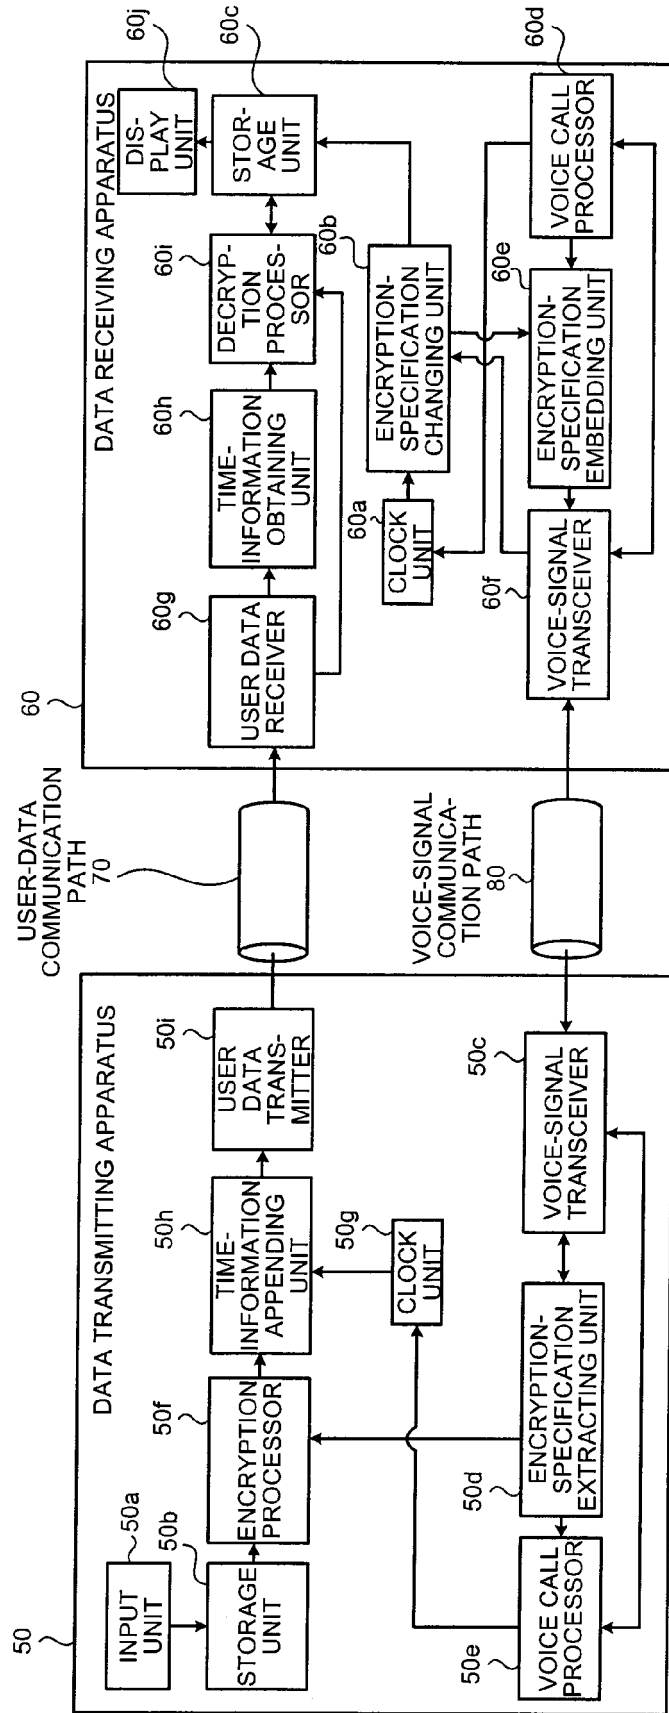 50
DATA TRANSMITTING APPARATUS
50a
INPUT
UNIT
50b
STORAGE
UNIT
50f
ENCRYPTION
PROCESSOR
50h
TIME-
INFORMATION
APPENDING
UNIT
50i
USER
DATA
TRANS-
MITTER
50g
CLOCK
UNIT
50e
VOICE CALL
PROCESSOR
50d
ENCRYPTION-
SPECIFICATION
EXTRACTING UNIT
50c
VOICE-SIGNAL
TRANSCEIVER
USER-DATA
COMMUNICATION
PATH
70
VOICE-SIGNAL
COMMUNICA-
TION PATH
80
60
DATA RECEIVING APPARATUS
60g
USER DATA
RECEIVER
60h
TIME-
INFORMATION
OBTAINING
UNIT
60i
DECRYP-
TION
PROCES-
SOR
60c
STOR-
AGE
UNIT
60j
DIS-
PLAY
UNIT
60a
CLOCK
UNIT
60b
ENCRYPTION-
SPECIFICATION
CHANGING UNIT
60f
VOICE-SIGNAL
TRANSCEIVER
60e
ENCRYPTION-
SPECIFICATION
EMBEDDING UNIT
60d
VOICE CALL
PROCESSOR